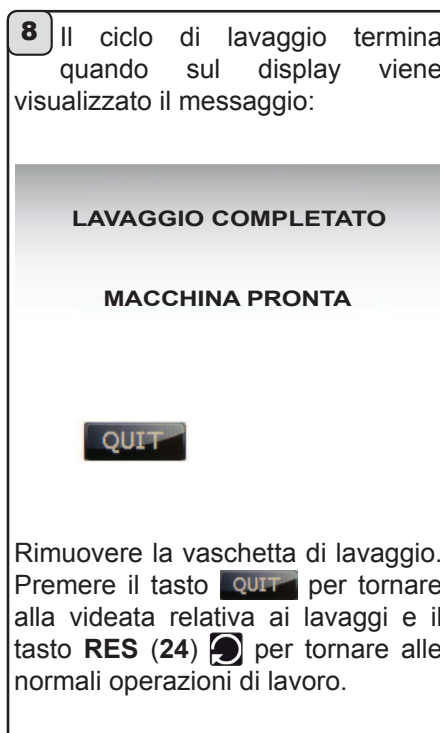 8 Il ciclo di lavaggio termina
quando sul display viene
visualizzato il messaggio:
LAVAGGIO COMPLETATO
MACCHINA PRONTA
QUIT
Rimuovere la vaschetta di lavaggio.
Premere il tasto QUIT per tornare
alla videata relativa ai lavaggi e il
tasto RES (24) per tornare alle
normali operazioni di lavoro.